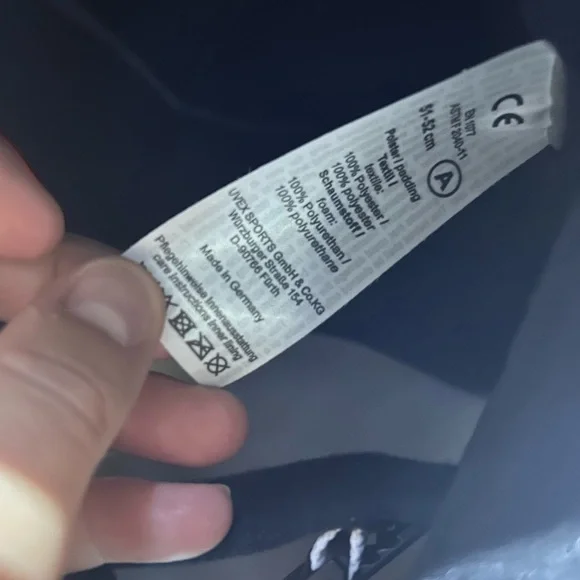 CE
EN 1077
ASTM F 2040-11
51-52 cm
A
Polster / padding
Textil /
textile:
100% Polyester /
100% polyester
Schaumstoff /
foam:
100% Polyurethan /
100% polyurethane
UVEX SPORTS GmbH & Co.KG
Würzburger Straße 154
D-90766 Fürth
Made in Germany
Pflegehinweise Innenausstattung
care instructions inner lining